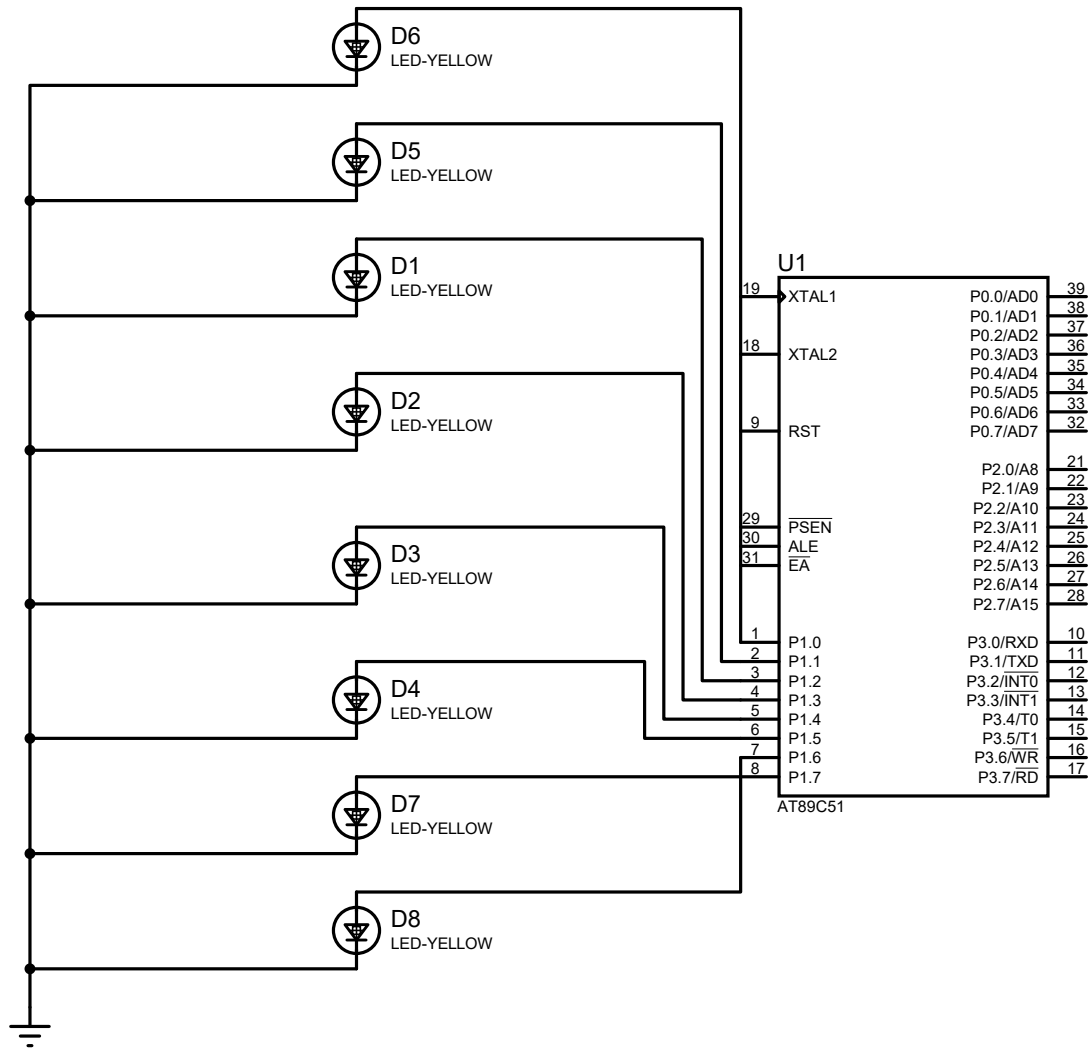 D6
LED-YELLOW
D5
LED-YELLOW
D1
LED-YELLOW
D2
LED-YELLOW
D3
LED-YELLOW
D4
LED-YELLOW
D7
LED-YELLOW
D8
LED-YELLOW
U1
19 XTAL1 P0.0/AD0 39
P0.1/AD1 38
P0.2/AD2 37
18 XTAL2 P0.3/AD3 36
P0.4/AD4 35
P0.5/AD5 34
P0.6/AD6 33
9 RST P0.7/AD7 32
P2.0/A8 21
P2.1/A9 22
P2.2/A10 23
29 PSEN P2.3/A11 24
30 ALE P2.4/A12 25
31 EA P2.5/A13 26
P2.6/A14 27
P2.7/A15 28
1 P1.0 P3.0/RXD 10
2 P1.1 P3.1/TXD 11
3 P1.2 P3.2/INT0 12
4 P1.3 P3.3/INT1 13
5 P1.4 P3.4/T0 14
6 P1.5 P3.5/T1 15
7 P1.6 P3.6/WR 16
8 P1.7 P3.7/RD 17
AT89C51